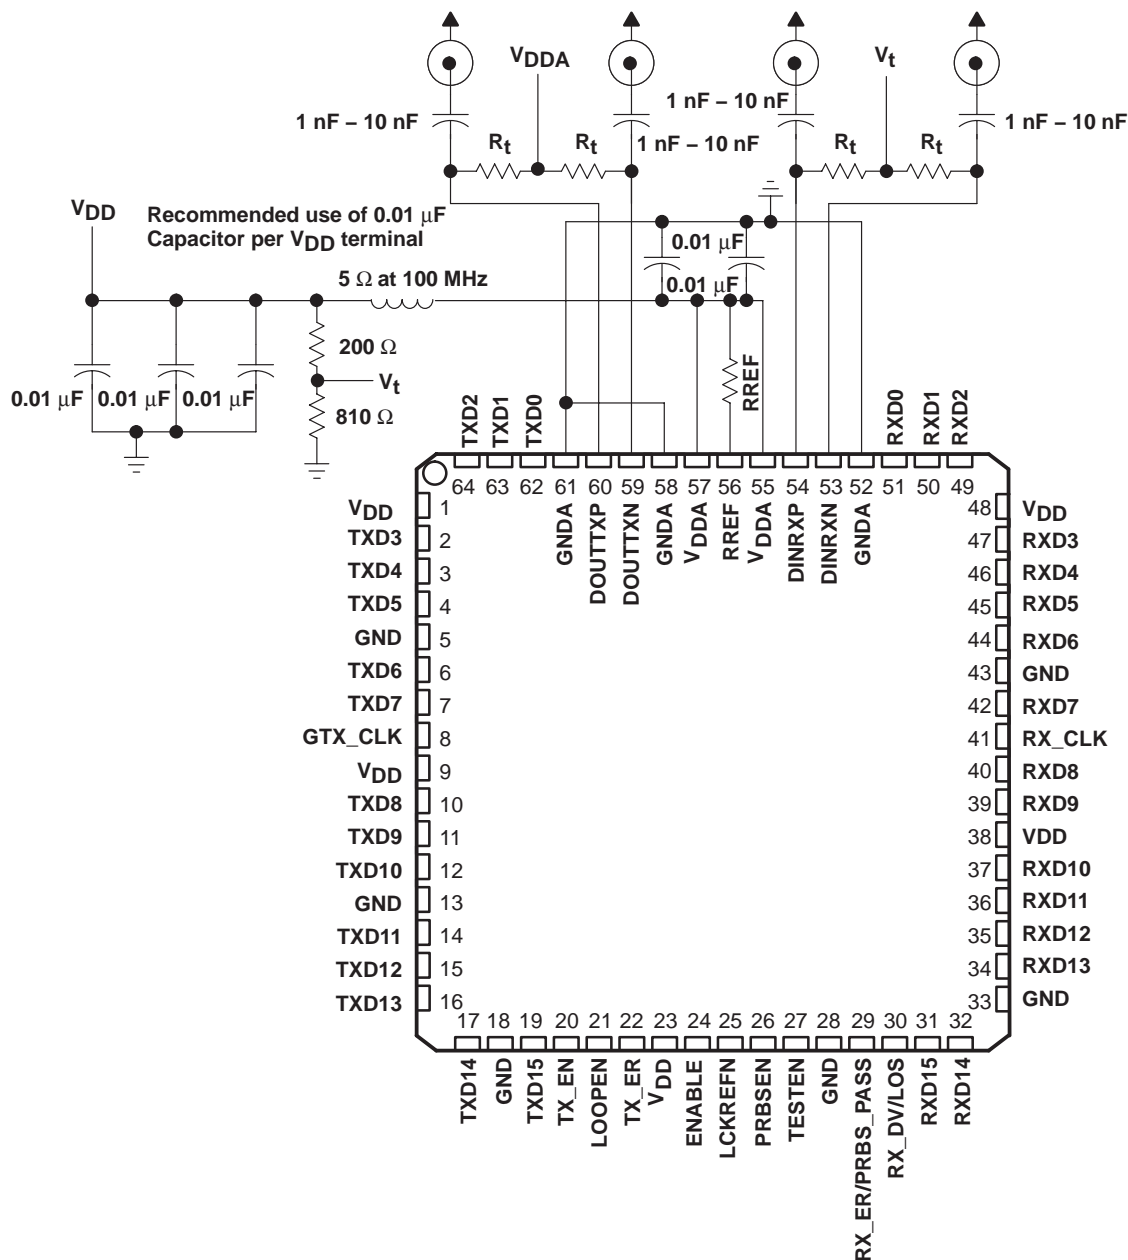 VDDA
Vt
1 nF – 10 nF
1 nF – 10 nF
1 nF – 10 nF
1 nF – 10 nF
Rt
Rt
Rt
Rt
VDD
Recommended use of 0.01 μF
Capacitor per VDD terminal
0.01 μF
0.01 μF
5 Ω at 100 MHz
200 Ω
Vt
810 Ω
0.01 μF
0.01 μF
0.01 μF
RREF
TXD2
TXD1
TXD0
RXD0
RXD1
RXD2
64
63
62
61
60
59
58
57
56
55
54
53
52
51
50
49
GNDA
DOUTTXP
DOUTTXN
GNDA
VDDA
RREF
VDDA
DINRXP
DINRXN
GNDA
VDD 1
TXD3 2
TXD4 3
TXD5 4
GND 5
TXD6 6
TXD7 7
GTX_CLK 8
VDD 9
TXD8 10
TXD9 11
TXD10 12
GND 13
TXD11 14
TXD12 15
TXD13 16
48 VDD
47 RXD3
46 RXD4
45 RXD5
44 RXD6
43 GND
42 RXD7
41 RX_CLK
40 RXD8
39 RXD9
38 VDD
37 RXD10
36 RXD11
35 RXD12
34 RXD13
33 GND
17
18
19
20
21
22
23
24
25
26
27
28
29
30
31
32
TXD14
GND
TXD15
TX_EN
LOOPEN
TX_ER
VDD
ENABLE
LCKREFN
PRBSEN
TESTEN
GND
RX_ER/PRBS_PASS
RX_DV/LOS
RXD15
RXD14